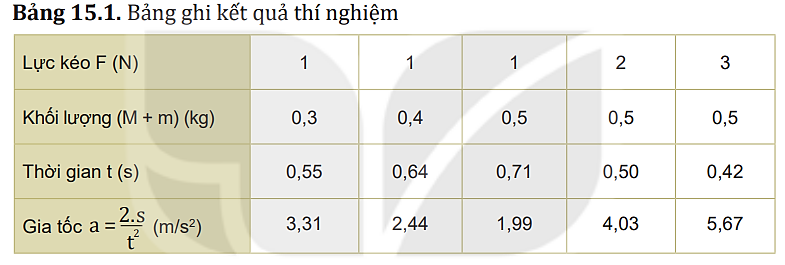 Bảng 15.1. Bảng ghi kết quả thí nghiệm
Lực kéo F (N) 1 1 1 2 3
Khối lượng (M + m) (kg) 0,3 0,4 0,5 0,5 0,5
Thời gian t (s) 0,55 0,64 0,71 0,50 0,42
Gia tốc a = 2.s/t² (m/s²) 3,31 2,44 1,99 4,03 5,67